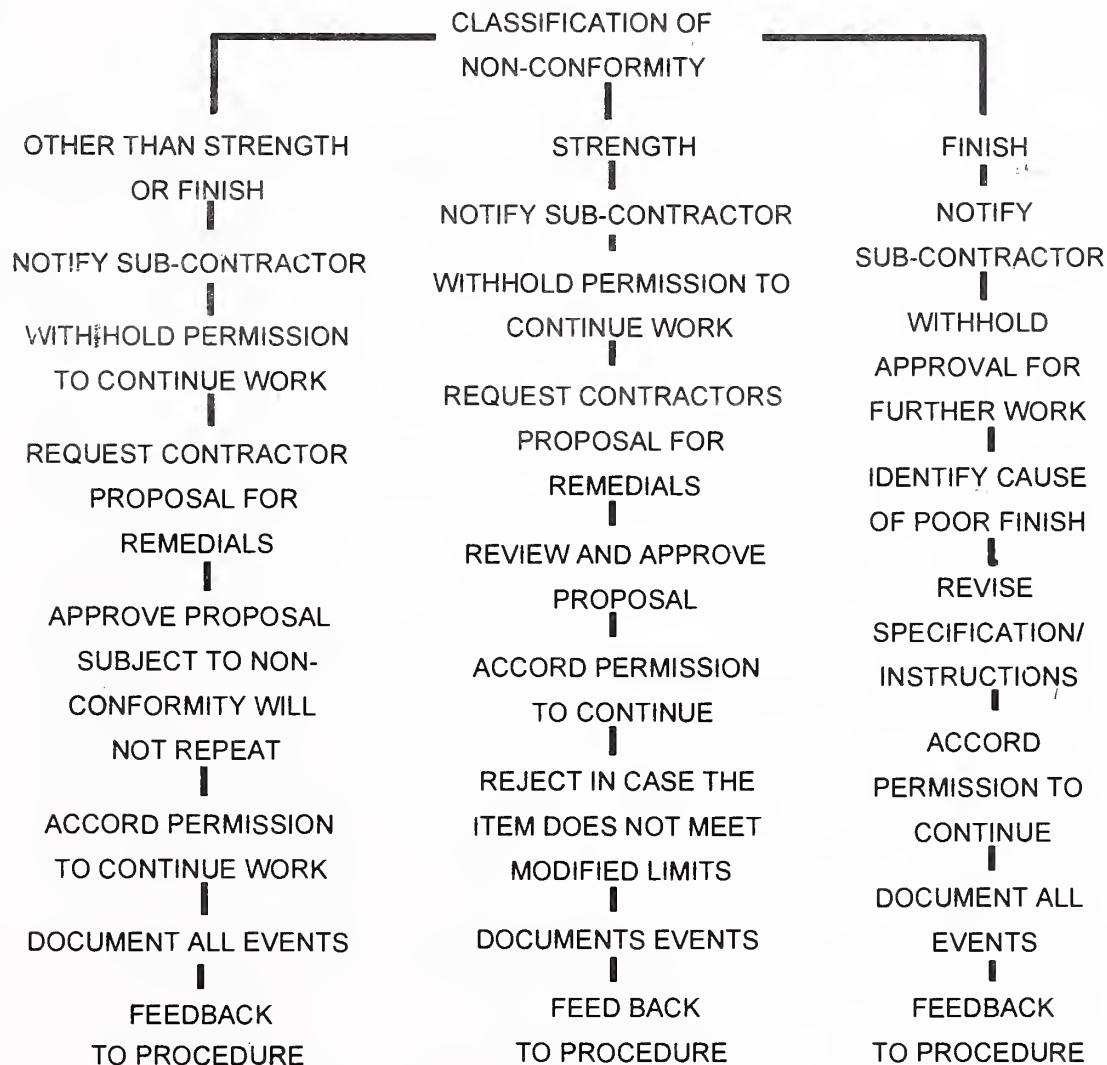 CLASSIFICATION OF
NON-CONFORMITY
OTHER THAN STRENGTH
OR FINISH
NOTIFY SUB-CONTRACTOR
WITHHOLD PERMISSION
TO CONTINUE WORK
REQUEST CONTRACTOR
PROPOSAL FOR
REMEDIALS
APPROVE PROPOSAL
SUBJECT TO NON-
CONFORMITY WILL
NOT REPEAT
ACCORD PERMISSION
TO CONTINUE WORK
DOCUMENT ALL EVENTS
FEEDBACK
TO PROCEDURE
STRENGTH
NOTIFY SUB-CONTRACTOR
WITHHOLD PERMISSION TO
CONTINUE WORK
REQUEST CONTRACTORS
PROPOSAL FOR
REMEDIALS
REVIEW AND APPROVE
PROPOSAL
ACCORD PERMISSION
TO CONTINUE
REJECT IN CASE THE
ITEM DOES NOT MEET
MODIFIED LIMITS
DOCUMENTS EVENTS
FEED BACK
TO PROCEDURE
FINISH
NOTIFY
SUB-CONTRACTOR
WITHHOLD
APPROVAL FOR
FURTHER WORK
IDENTIFY CAUSE
OF POOR FINISH
REVISE
SPECIFICATION/
INSTRUCTIONS
ACCORD
PERMISSION TO
CONTINUE
DOCUMENT ALL
EVENTS
FEEDBACK
TO PROCEDURE